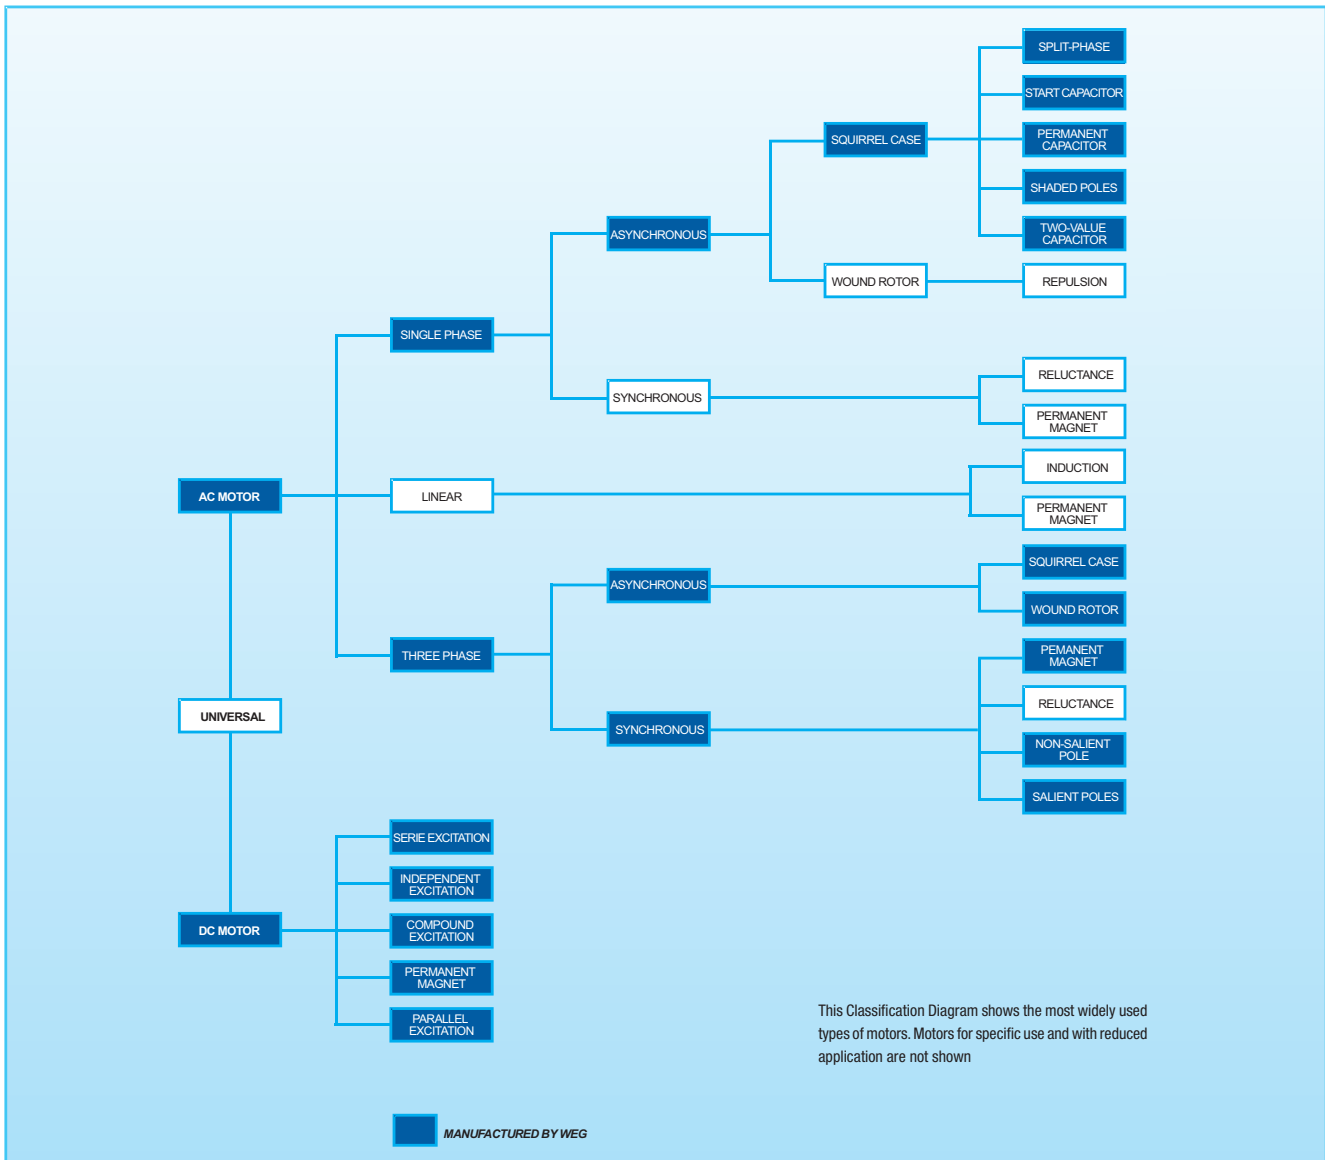 SPLIT-PHASE
START CAPACITOR
PERMANENT
CAPACITOR
SQUIRREL CASE
SHADED POLES
TWO-VALUE
CAPACITOR
ASYNCHRONOUS
WOUND ROTOR
REPULSION
SINGLE PHASE
RELUCTANCE
SYNCHRONOUS
PERMANENT
MAGNET
INDUCTION
AC MOTOR
LINEAR
PERMANENT
MAGNET
SQUIRREL CASE
ASYNCHRONOUS
WOUND ROTOR
THREE PHASE
PEMANENT
MAGNET
RELUCTANCE
UNIVERSAL
SYNCHRONOUS
NON-SALIENT
POLE
SALIENT POLES
SERIE EXCITATION
INDEPENDENT
EXCITATION
DC MOTOR
COMPOUND
EXCITATION
PERMANENT
MAGNET
PARALLEL
EXCITATION
This Classification Diagram shows the most widely used
types of motors. Motors for specific use and with reduced
application are not shown
MANUFACTURED BY WEG